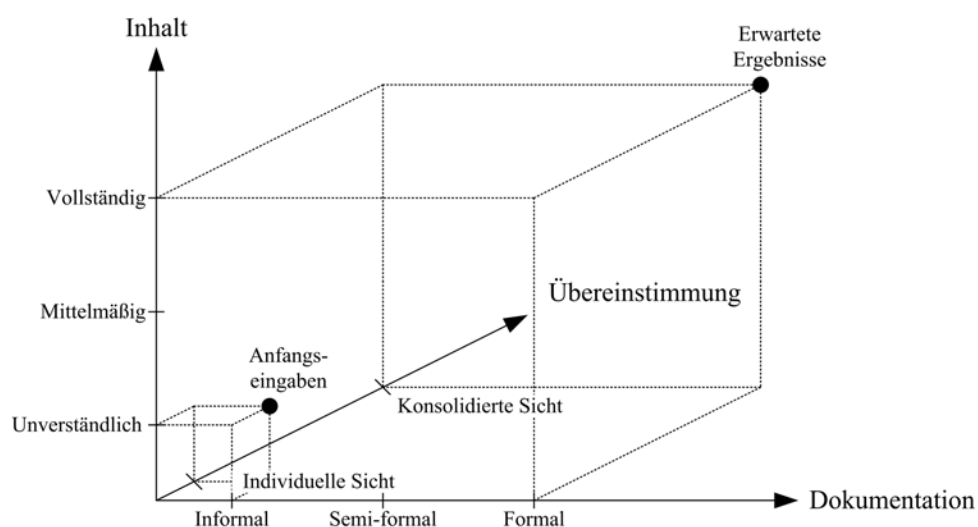 Inhalt
Erwartete
Ergebnisse
Vollständig
Übereinstimmung
Mittelmäßig
Anfangs-
eingaben
Konsolidierte Sicht
Unverständlich
Individuelle Sicht
Dokumentation
Informal
Semi-formal
Formal